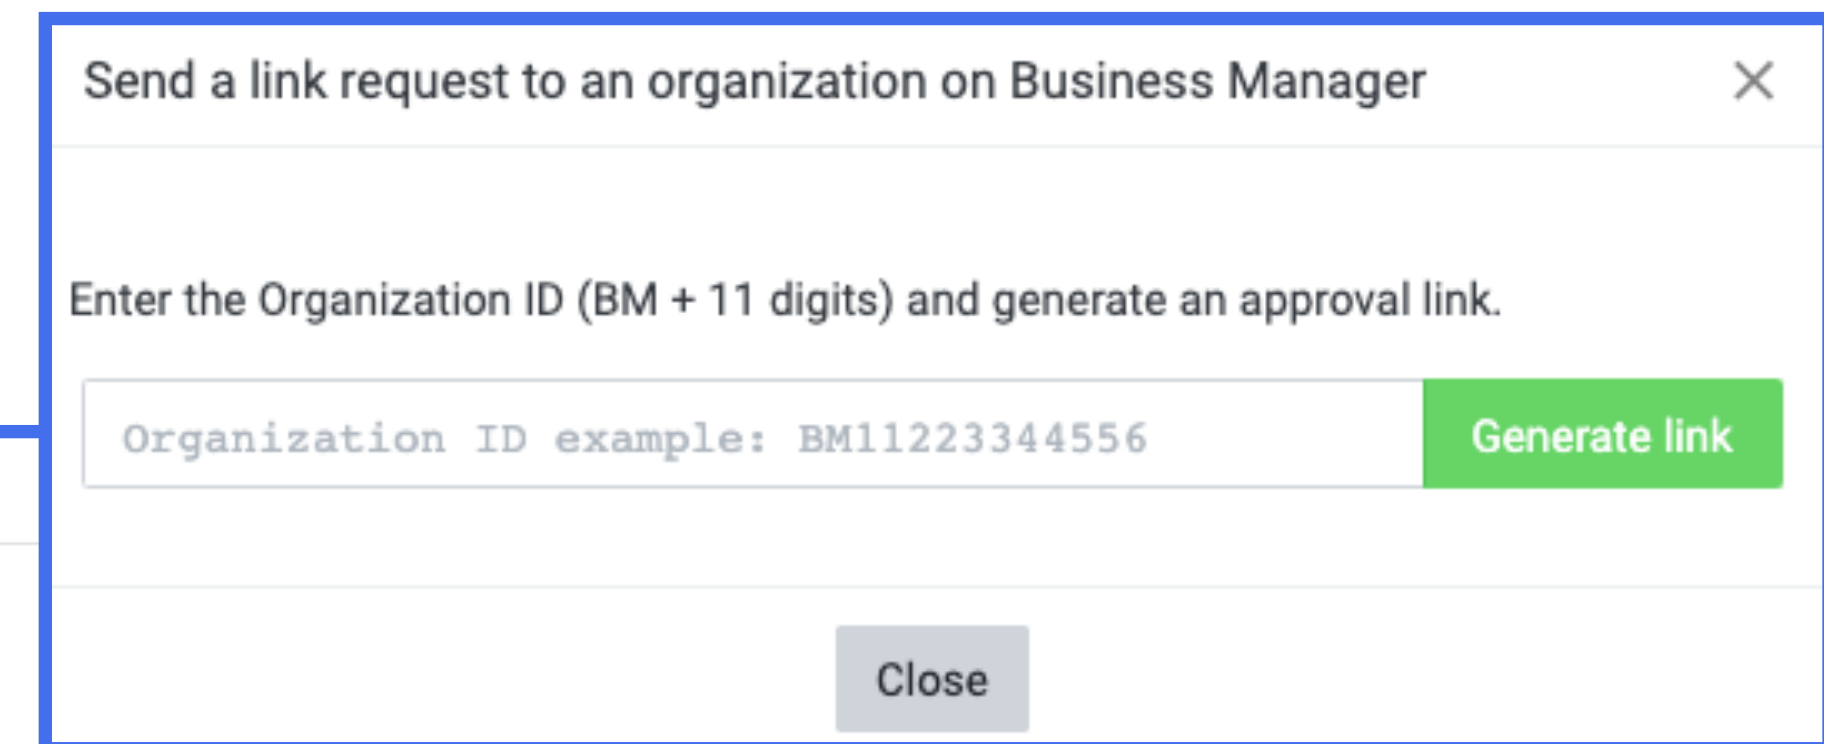 Send a link request to an organization on Business Manager
Enter the Organization ID (BM + 11 digits) and generate an approval link.
Organization ID example: BM11223344556
Generate link
Close